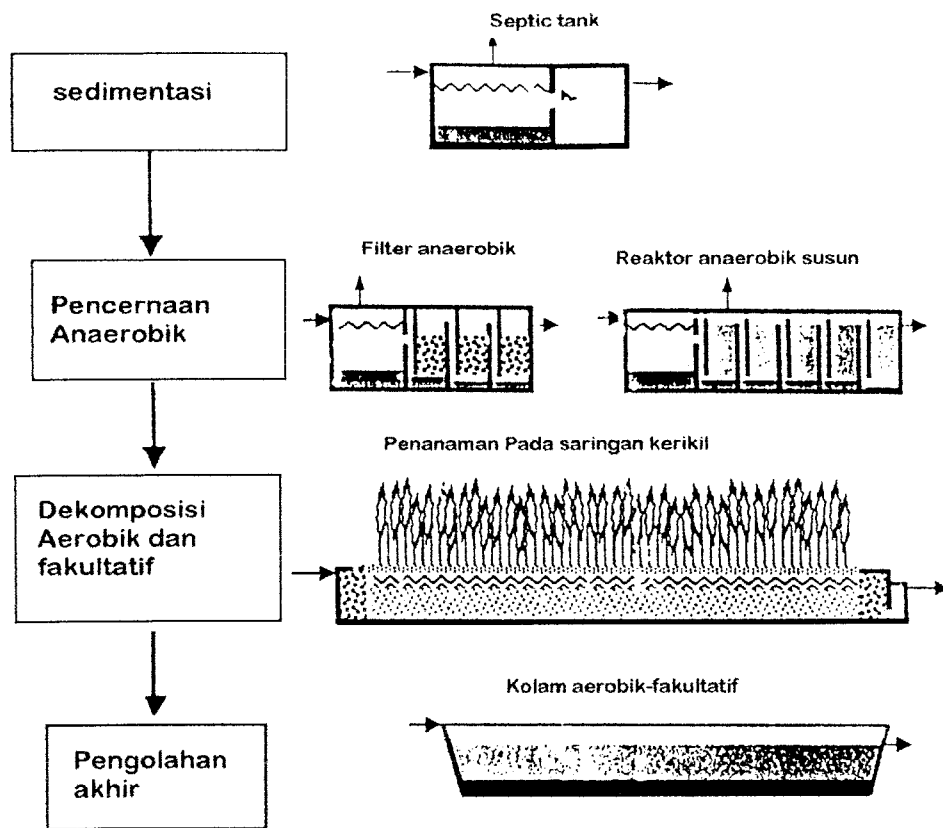 Septic tank
sedimentasi
Filter anaerobik
Reaktor anaerobik susun
Pencernaan
Anaerobik
Penanaman Pada saringan kerikil
Dekomposisi
Aerobik dan
fakultatif
Kolam aerobik-fakultatif
Pengolahan
akhir